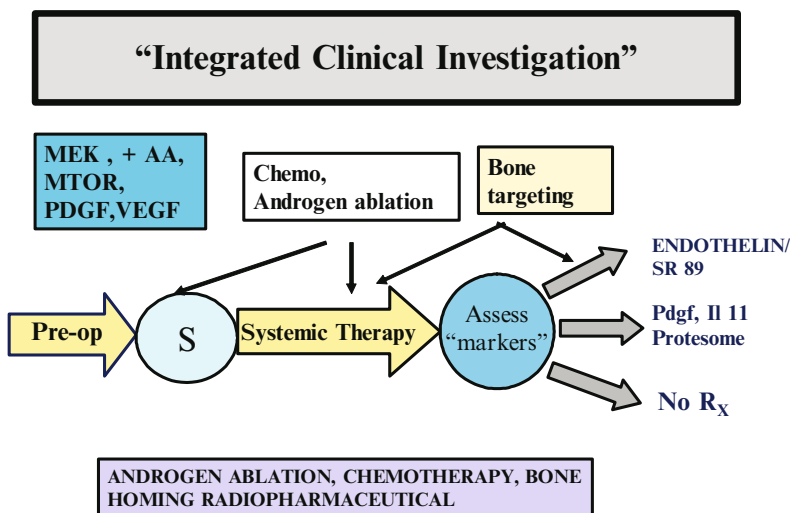 “Integrated Clinical Investigation”
MEK , + AA,
MTOR,
PDGF,VEGF
Chemo,
Androgen ablation
Bone
targeting
Pre-op
S
Systemic Therapy
Assess
“markers”
ENDOTHELIN/
SR 89
Pdgf, Il 11
Protesome
No RX
ANDROGEN ABLATION, CHEMOTHERAPY, BONE
HOMING RADIOPHARMACEUTICAL